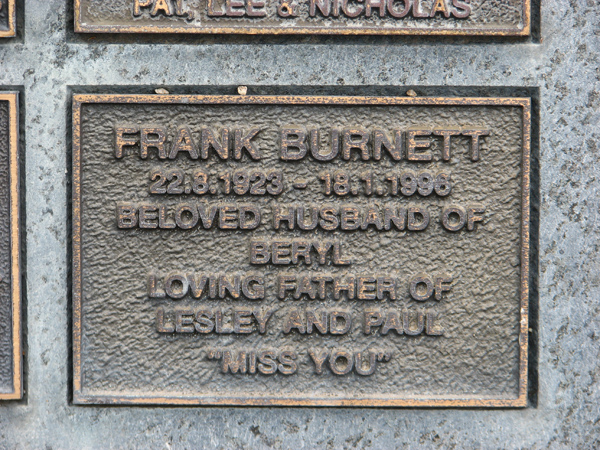 PAT, LEE & NICHOLAS
FRANK BURNETT
22.8.1923 - 18.1.1996
BELOVED HUSBAND OF
BERYL
LOVING FATHER OF
LESLEY AND PAUL
"MISS YOU"